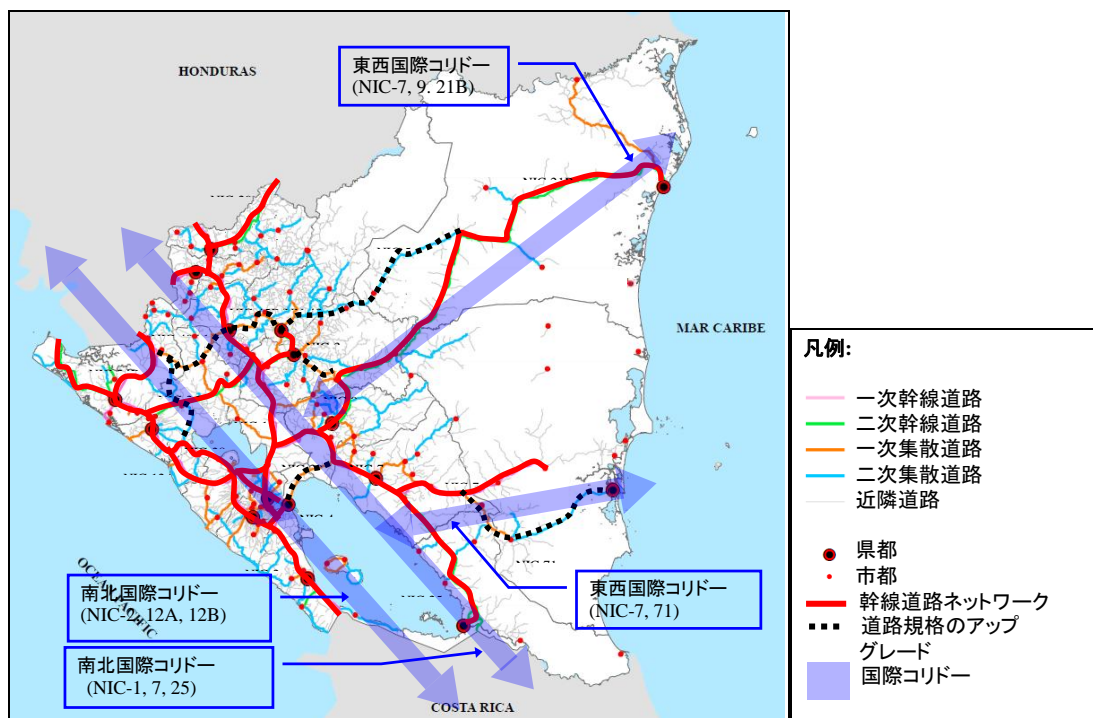 HONDURAS
東西国際コリドー
(NIC-7, 9. 21B)
MAR CARIBE
南北国際コリドー
(NIC-2, 12A, 12B)
南北国際コリドー
(NIC-1, 7, 25)
東西国際コリドー
(NIC-7, 71)
COSTA RICA
凡例:
一次幹線道路
二次幹線道路
一次集散道路
二次集散道路
近隣道路
県都
市都
幹線道路ネットワーク
道路規格のアップ
グレード
国際コリドー